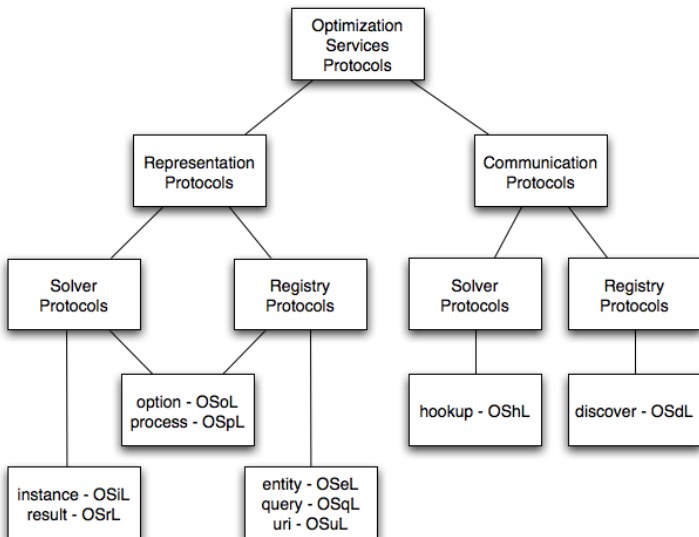 Optimization
Services
Protocols
Representation
Protocols
Communication
Protocols
Solver
Protocols
Registry
Protocols
Solver
Protocols
Registry
Protocols
option - OSoL
process - OSpL
hookup - OShL
discover - OSdL
instance - OSiL
result - OSrL
entity - OSeL
query - OSqL
uri - OSuL